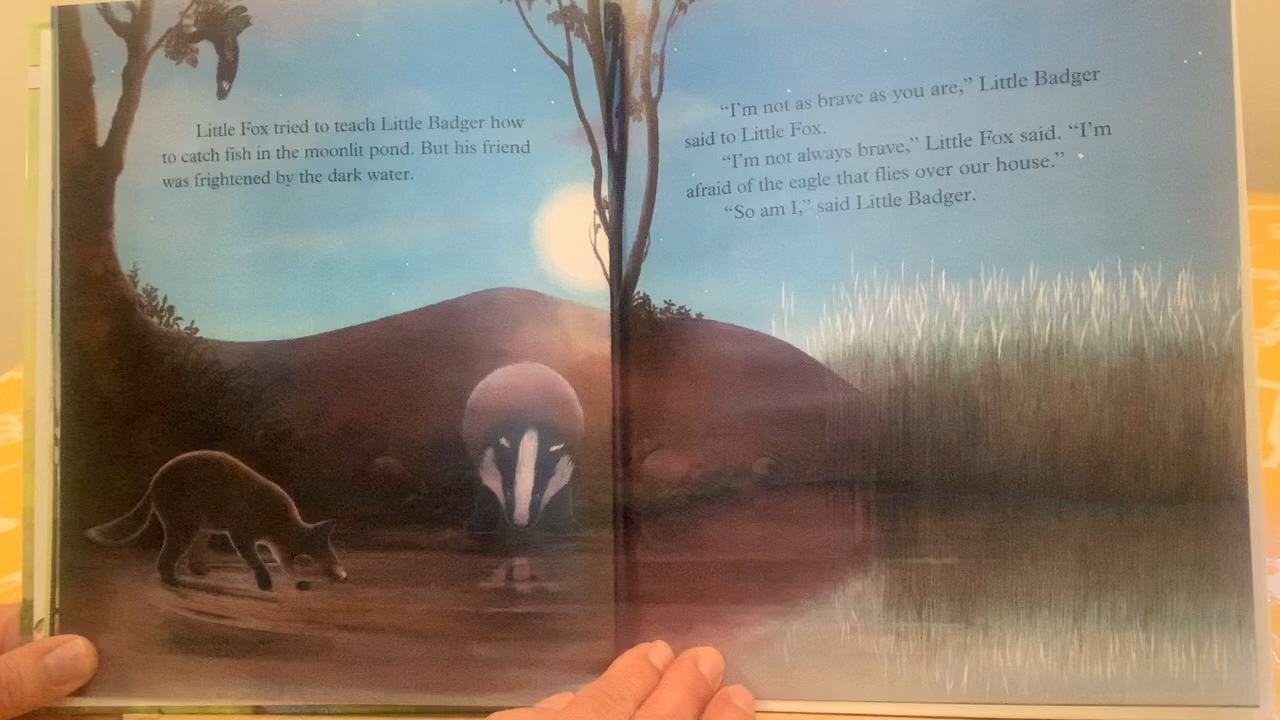 Little Fox tried to teach Little Badger how
to catch fish in the moonlit pond. But his friend
was frightened by the dark water.
“I’m not as brave as you are,” Little Badger
said to Little Fox.
“I’m not always brave,” Little Fox said. “I’m
afraid of the eagle that flies over our house.”
“So am I,” said Little Badger.